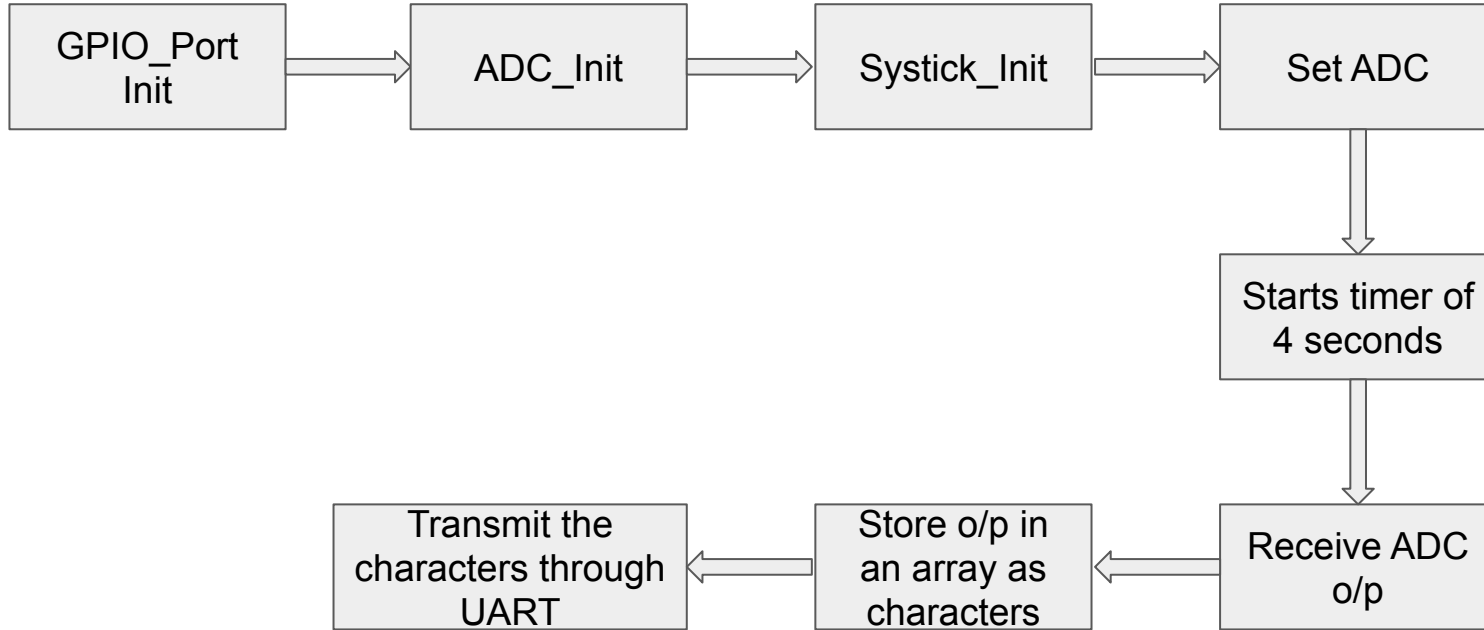 GPIO_Port
Init
ADC_Init
Systick_Init
Set ADC
Starts timer of
4 seconds
Receive ADC
o/p
Store o/p in
an array as
characters
Transmit the
characters through
UART